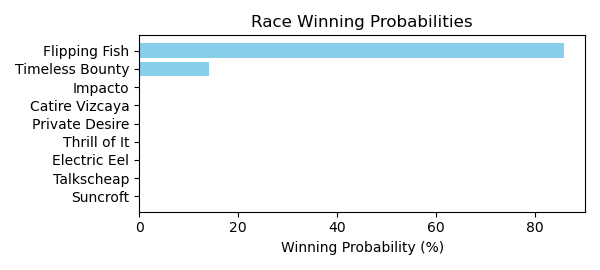 Race Winning Probabilities
Flipping Fish
Timeless Bounty
Impacto
Catire Vizcaya
Private Desire
Thrill of It
Electric Eel
Talkscheap
Suncroft
0 20 40 60 80
Winning Probability (%)